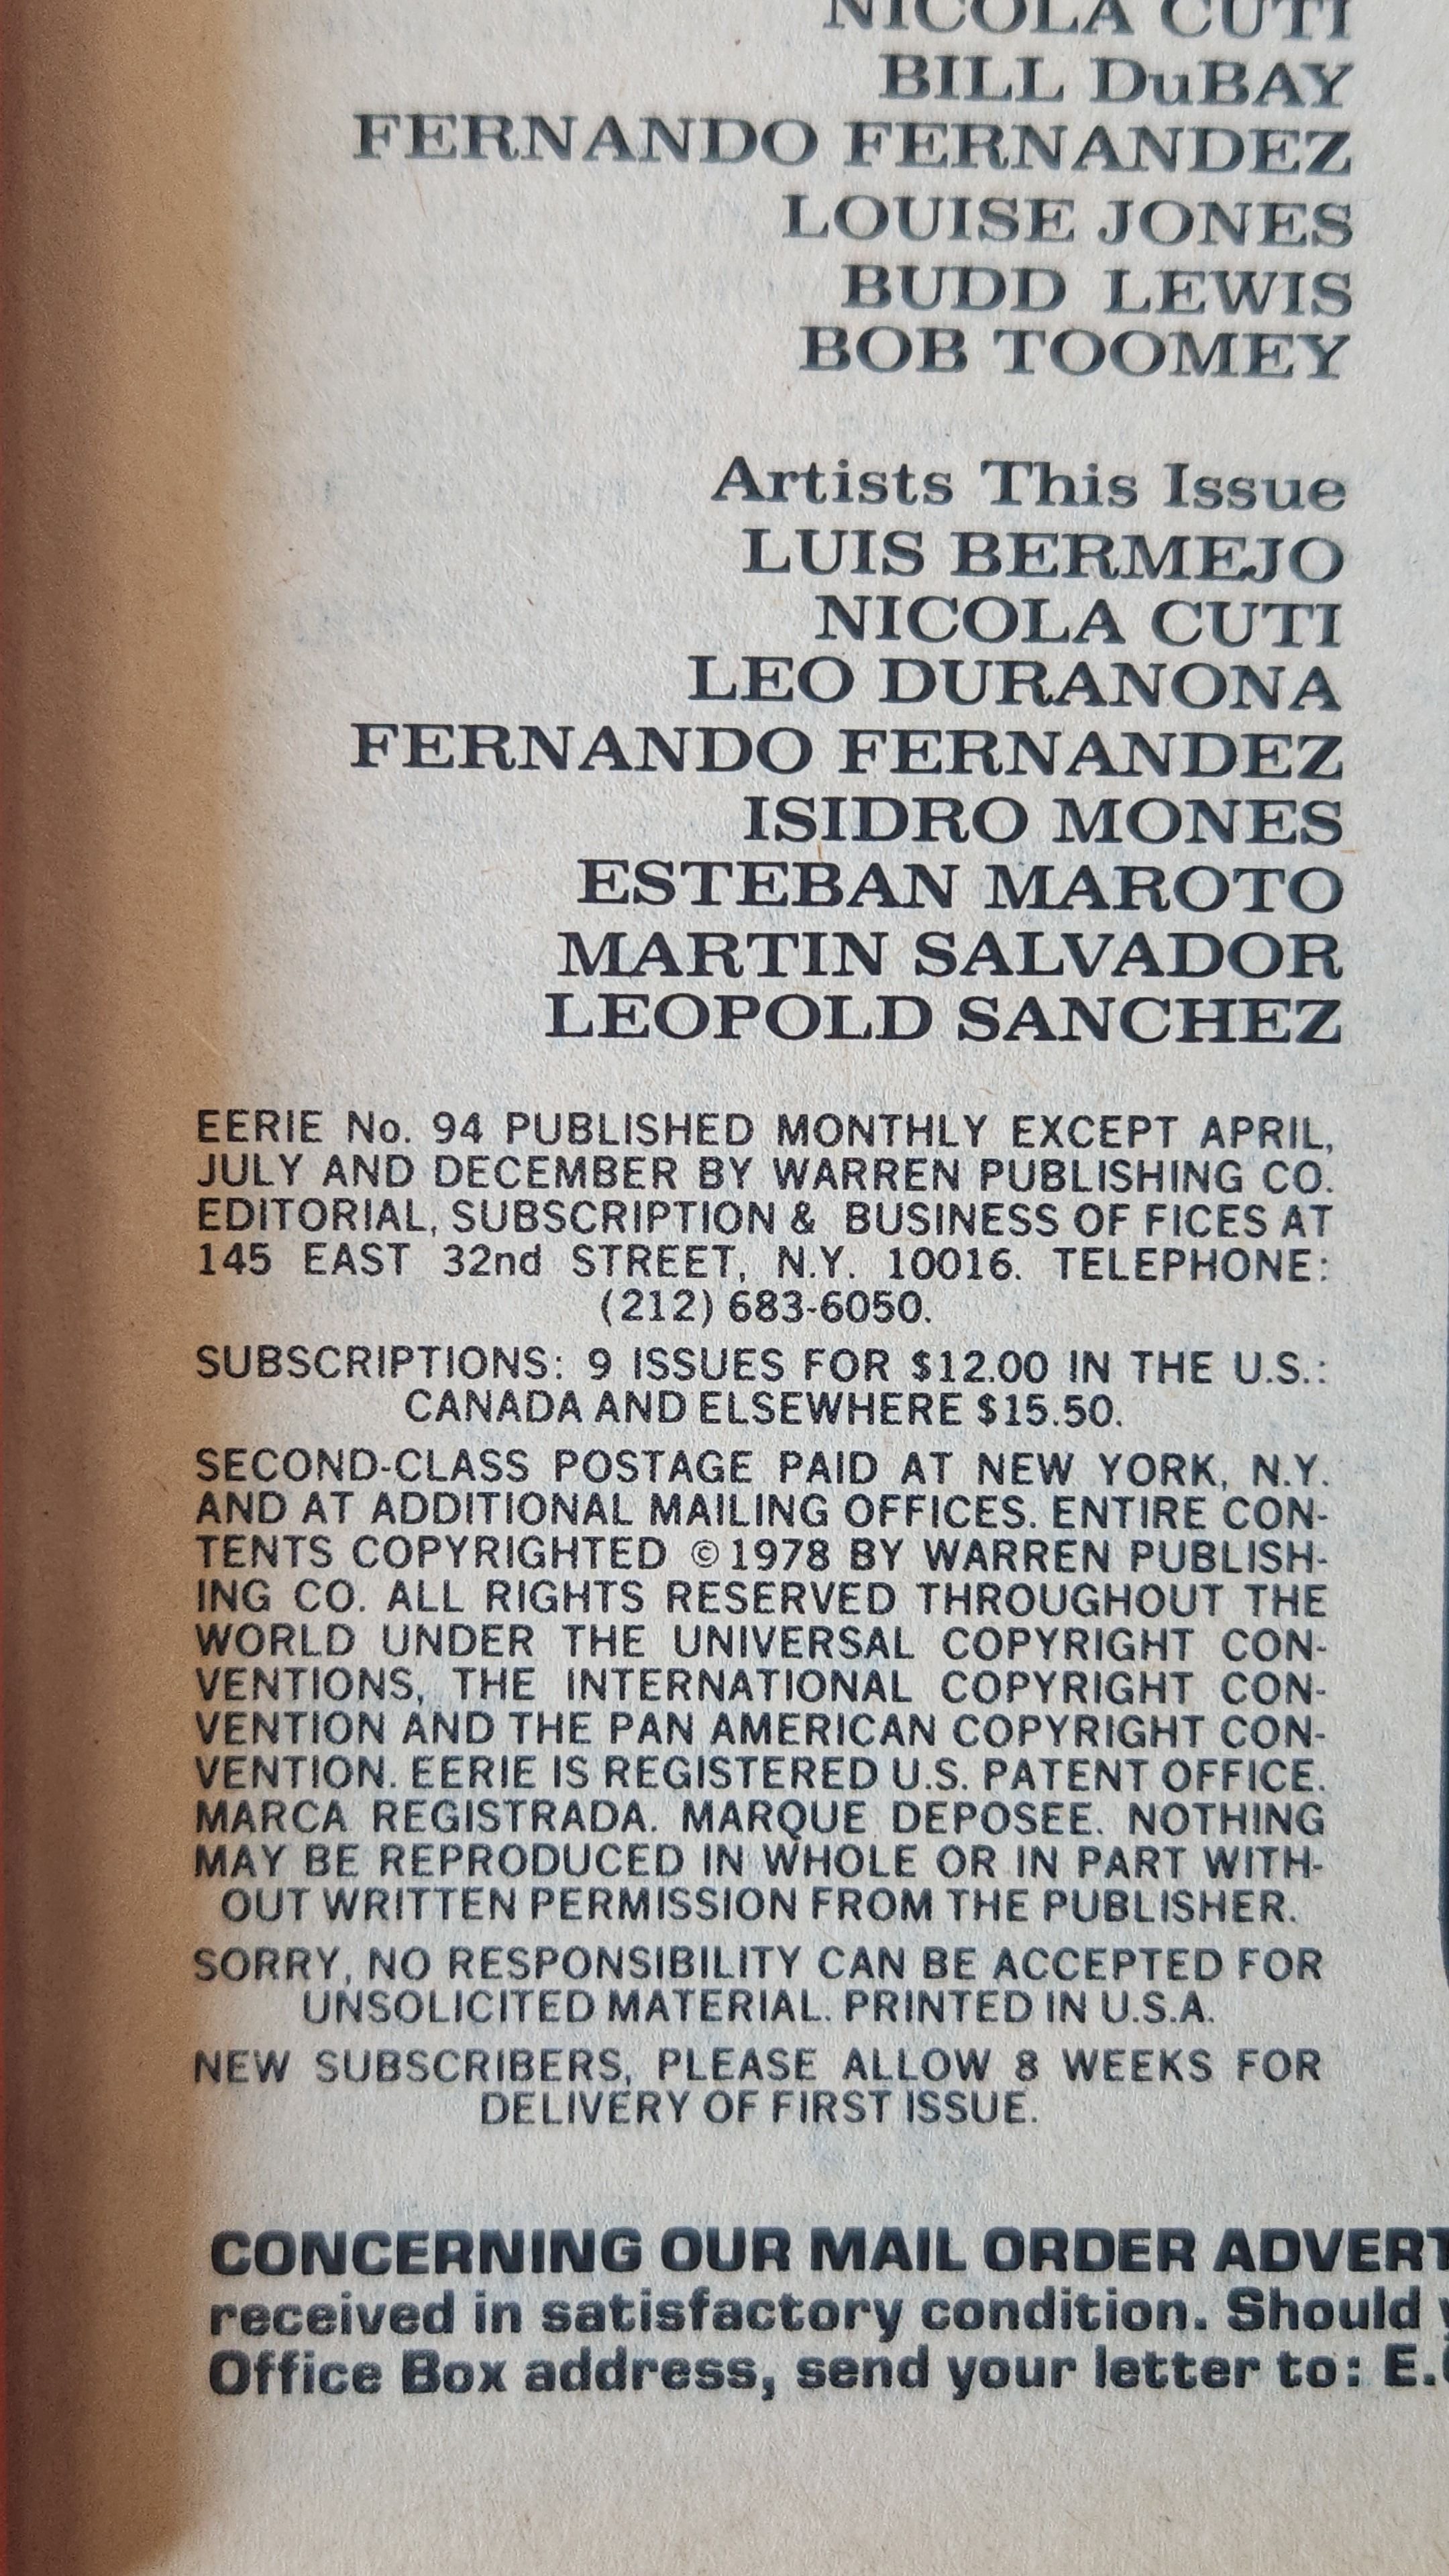 NICOLA CUTI
BILL DuBAY
FERNANDO FERNANDEZ
LOUISE JONES
BUDD LEWIS
BOB TOOMEY
Artists This Issue
LUIS BERMEJO
NICOLA CUTI
LEO DURANONA
FERNANDO FERNANDEZ
ISIDRO MONES
ESTEBAN MAROTO
MARTIN SALVADOR
LEOPOLD SANCHEZ
EERIE No. 94 PUBLISHED MONTHLY EXCEPT APRIL,
JULY AND DECEMBER BY WARREN PUBLISHING CO.
EDITORIAL, SUBSCRIPTION & BUSINESS OF FICES AT
145 EAST 32nd STREET, N.Y. 10016. TELEPHONE:
(212) 683-6050.
SUBSCRIPTIONS: 9 ISSUES FOR $12.00 IN THE U.S.:
CANADA AND ELSEWHERE $15.50.
SECOND-CLASS POSTAGE PAID AT NEW YORK, N.Y.
AND AT ADDITIONAL MAILING OFFICES. ENTIRE CON-
TENTS COPYRIGHTED ©1978 BY WARREN PUBLISH-
ING CO. ALL RIGHTS RESERVED THROUGHOUT THE
WORLD UNDER THE UNIVERSAL COPYRIGHT CON-
VENTIONS, THE INTERNATIONAL COPYRIGHT CON-
VENTION AND THE PAN AMERICAN COPYRIGHT CON-
VENTION. EERIE IS REGISTERED U.S. PATENT OFFICE.
MARCA REGISTRADA. MARQUE DEPOSEE. NOTHING
MAY BE REPRODUCED IN WHOLE OR IN PART WITH-
OUT WRITTEN PERMISSION FROM THE PUBLISHER.
SORRY, NO RESPONSIBILITY CAN BE ACCEPTED FOR
UNSOLICITED MATERIAL. PRINTED IN U.S.A.
NEW SUBSCRIBERS, PLEASE ALLOW 8 WEEKS FOR
DELIVERY OF FIRST ISSUE.
CONCERNING OUR MAIL ORDER ADVERT
received in satisfactory condition. Should
Office Box address, send your letter to: E.